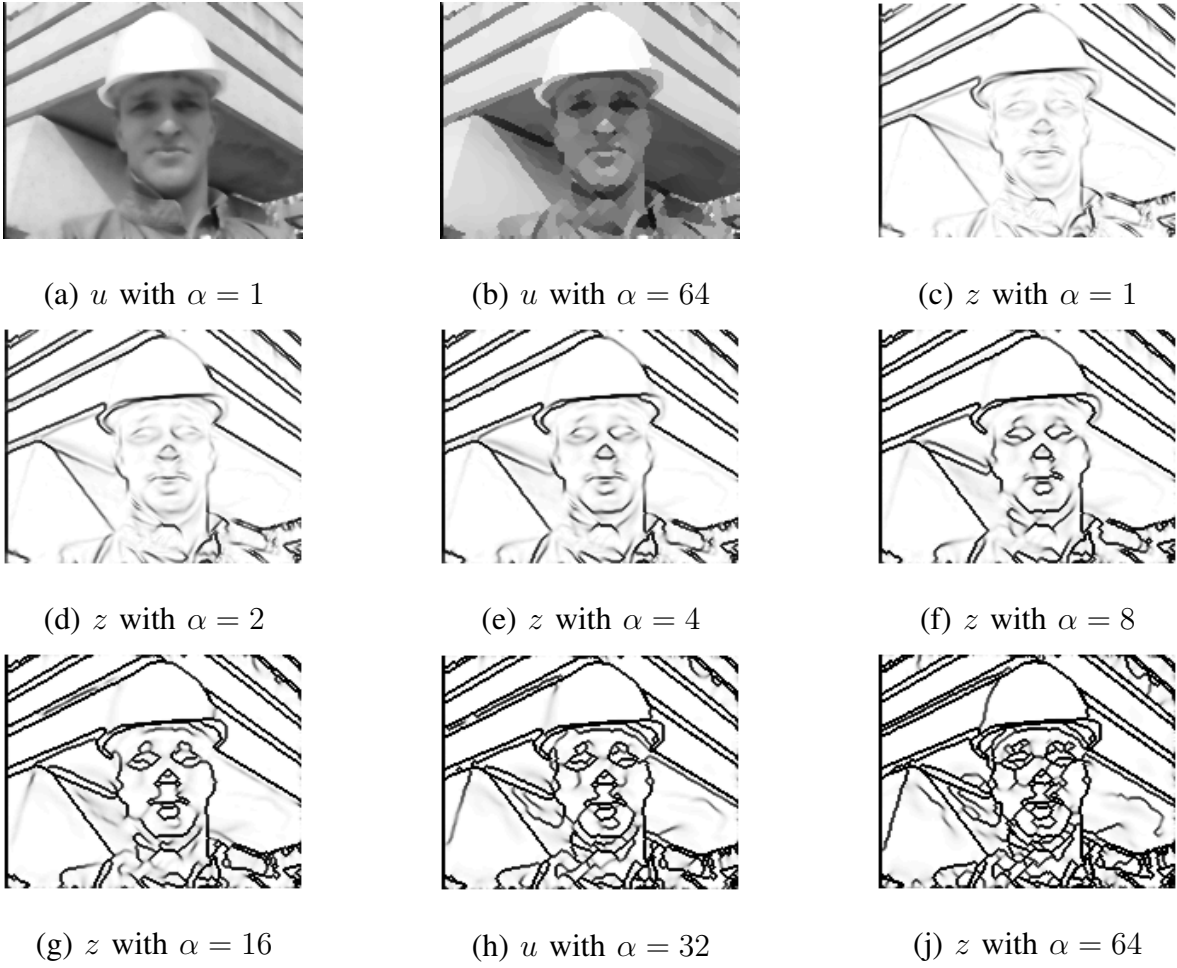 (a) u with α = 1
(b) u with α = 64
(c) z with α = 1
(d) z with α = 2
(e) z with α = 4
(f) z with α = 8
(g) z with α = 16
(h) u with α = 32
(j) z with α = 64